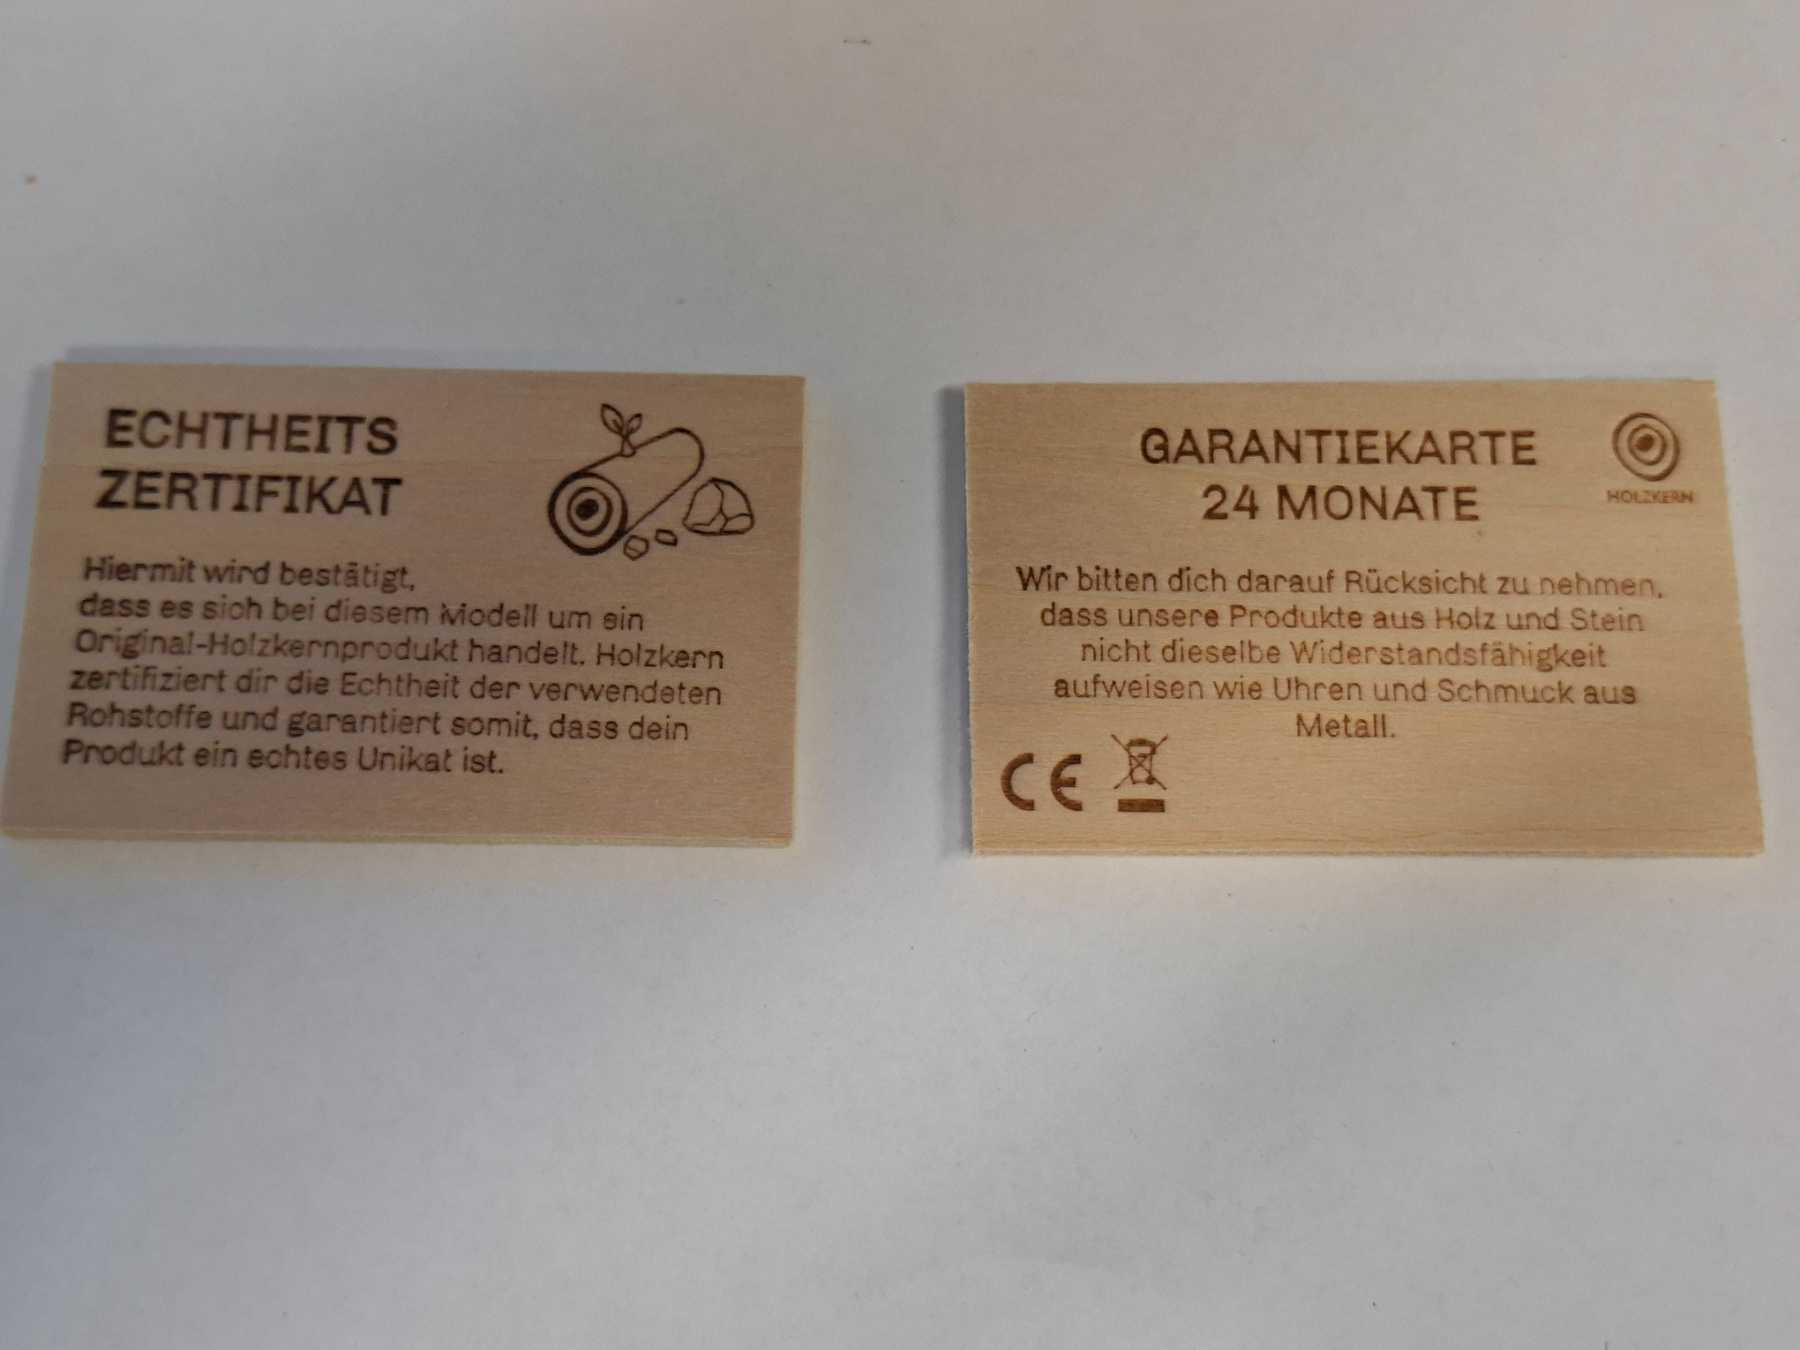 ECHTHEITS
ZERTIFIKAT
Hiermit wird bestätigt,
dass es sich bei diesem Modell um ein
Original-Holzkernprodukt handelt. Holzkern
zertifiziert dir die Echtheit der verwendeten
Rohstoffe und garantiert somit, dass dein
Produkt ein echtes Unikat ist.
GARANTIEKARTE
24 MONATE
HOLZKERN
Wir bitten dich darauf Rücksicht zu nehmen,
dass unsere Produkte aus Holz und Stein
nicht dieselbe Widerstandsfähigkeit
aufweisen wie Uhren und Schmuck aus
Metall.
CE